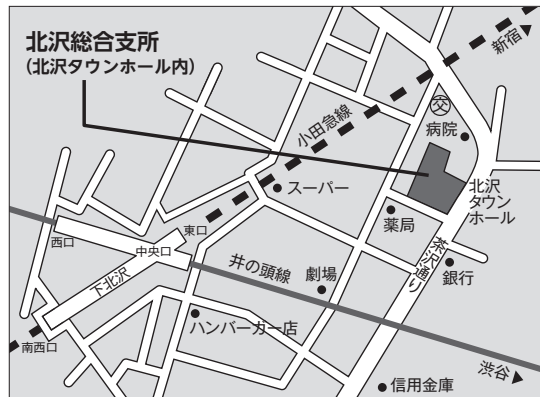 北沢総合支所
(北沢タウンホール内)
新宿
小田急線
交
病院
北沢
タウン
ホール
スーパー
薬局
東口
西口
中央口
下北沢
井の頭線
劇場
茶沢通り
銀行
ハンバーガー店
南西口
渋谷
信用金庫